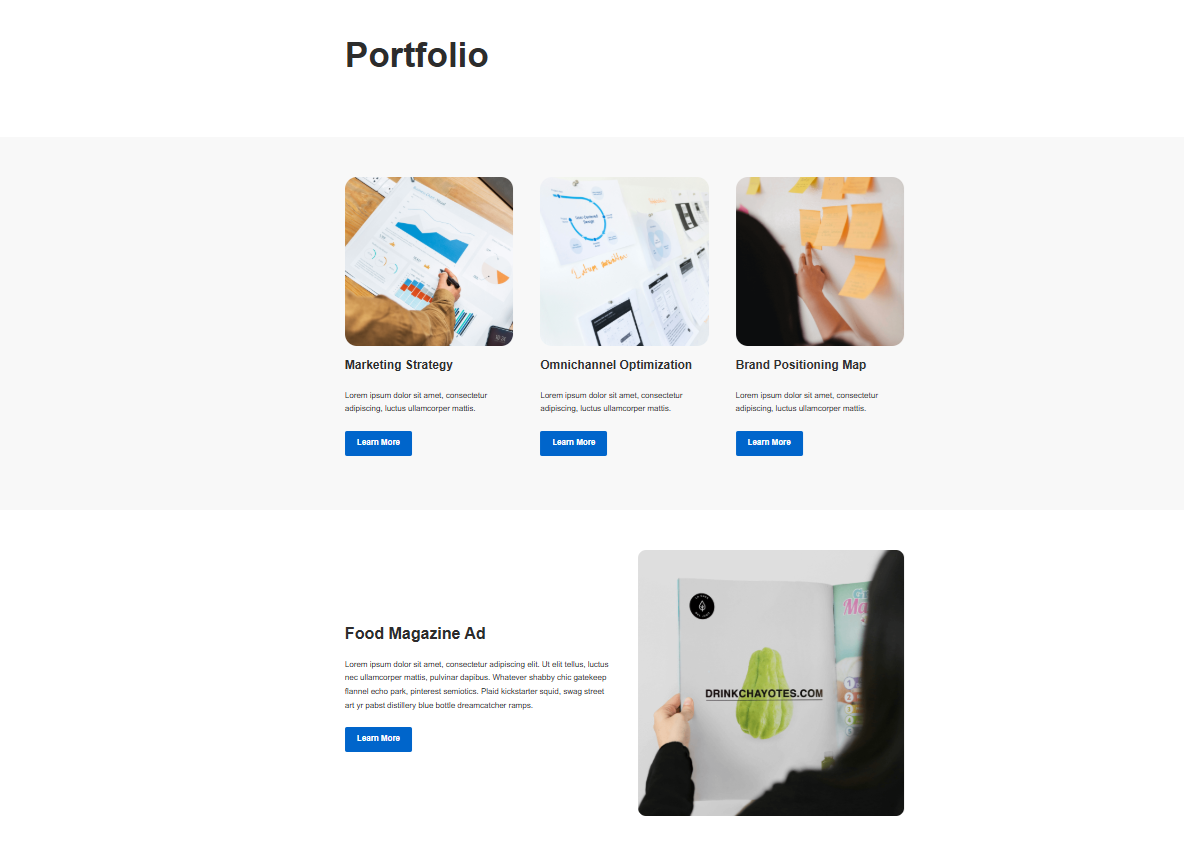 Portfolio
Marketing Strategy
Lorem ipsum dolor sit amet, consectetur
adipiscing, luctus ullamcorper mattis.
Learn More
Omnichannel Optimization
Lorem ipsum dolor sit amet, consectetur
adipiscing, luctus ullamcorper mattis.
Learn More
Brand Positioning Map
Lorem ipsum dolor sit amet, consectetur
adipiscing, luctus ullamcorper mattis.
Learn More
Food Magazine Ad
Lorem ipsum dolor sit amet, consectetur adipiscing elit. Ut elit tellus, luctus
nec ullamcorper mattis, pulvinar dapibus. Whatever shabby chic gatekeep
flannel echo park, pinterest semiotics. Plaid kickstarter squid, swag street
art yr pabst distillery blue bottle dreamcatcher ramps.
Learn More
DRINKCHAYOTES.COM